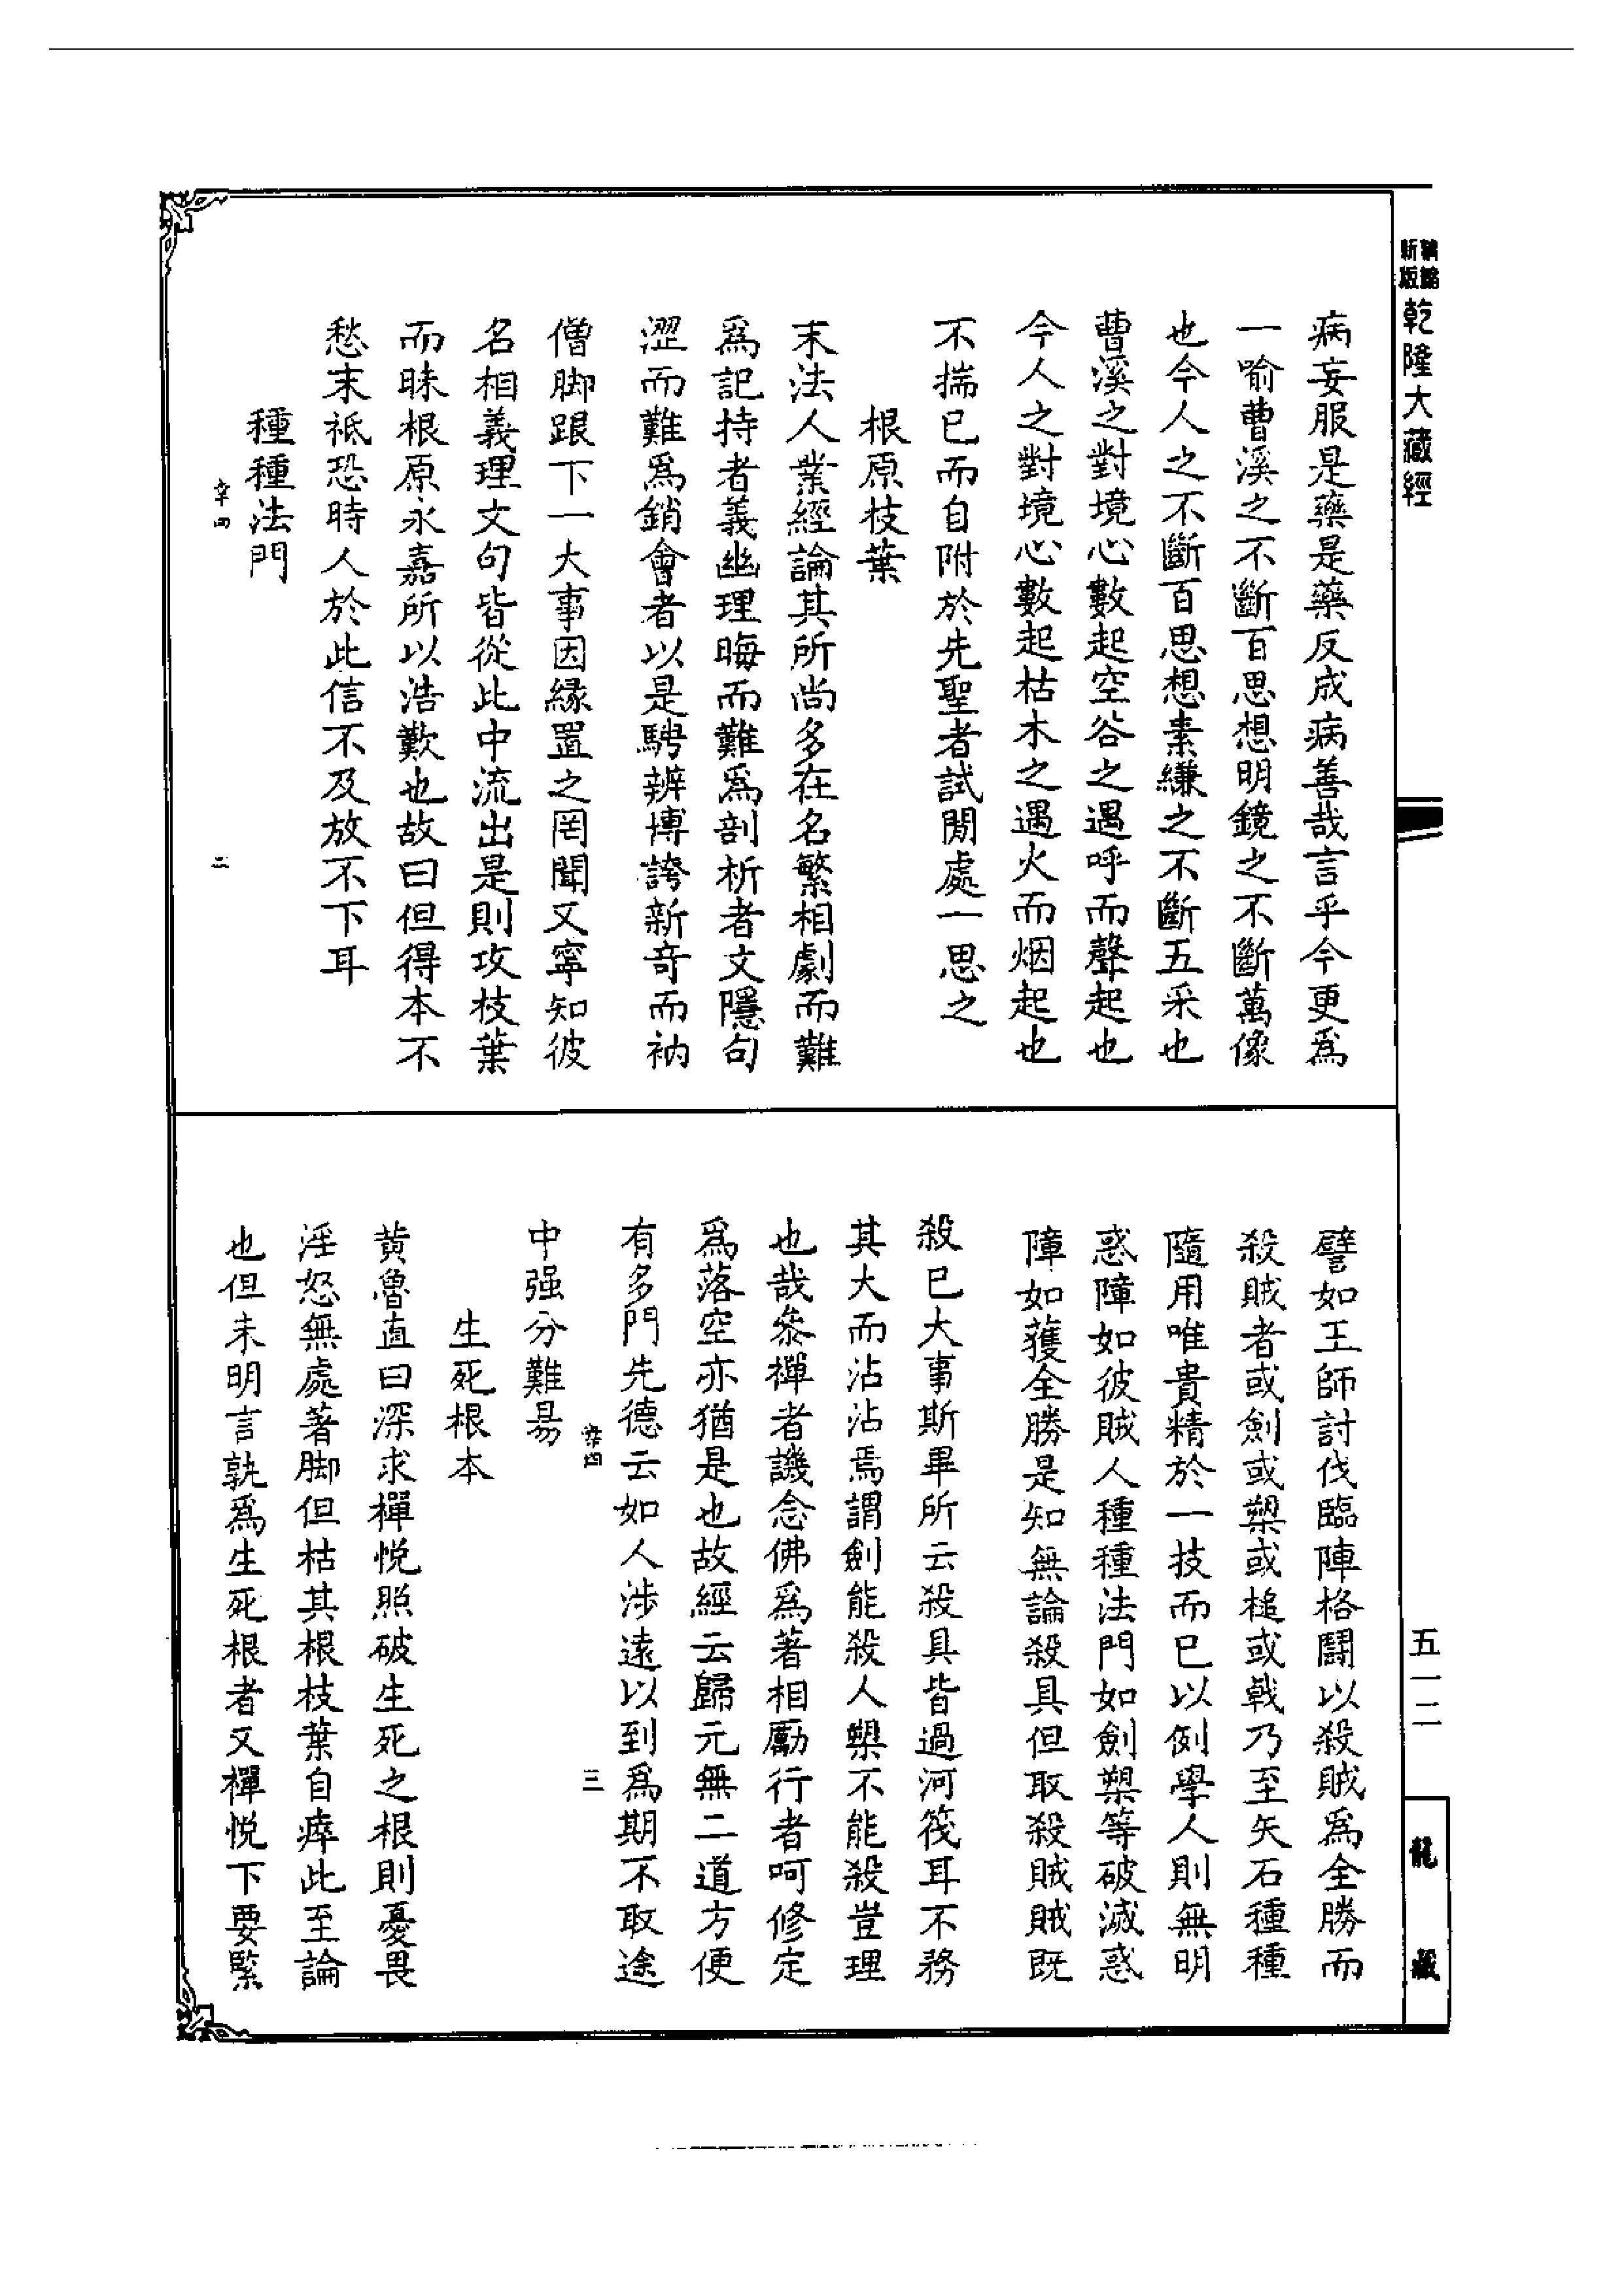 乾隆大藏經
病妄服是藥是藥反成病善哉言乎今更爲
一喻曹溪之不斷百思想明鏡之不斷萬像
也今人之不斷百思想素縑之不斷五采也
曹溪之對境心數起空谷之遇呼而聲起也
今人之對境心數起枯木之遇火而烟起也
不揣已而自附於先聖者試閒處一思之
根原枝葉
末法人業經論其所尚多在名繁相劇而難
爲記持者義幽理晦而難爲剖析者文隱句
澀而難爲銷會者以是騁辨博誇新奇而衲
僧脚跟下一大事因緣置之罔聞又寧知彼
名相義理文句皆從此中流出是則攻枝葉
而昧根原永嘉所以浩歎也故曰但得本不
愁末祗恐時人於此信不及放不下耳
種種法門
二
五一二
龍藏
譬如王師討伐臨陣格鬬以殺賊爲全勝而
殺賊者或劍或槊或槌或戟乃至矢石種種
隨用唯貴精於一技而已以例學人則無明
惑障如彼賊人種種法門如劍槊等破滅惑
障如獲全勝是知無論殺具但取殺賊賊既
殺已大事斯畢所云殺具皆過河筏耳不務
其大而沾沾焉謂劍能殺人槊不能殺豈理
也哉叅禪者譏念佛爲著相勵行者呵修定
爲落空亦猶是也故經云歸元無二道方便
有多門先德云如人涉遠以到爲期不取途
三
中强分難易
生死根本
黄魯直曰深求禪悅照破生死之根則憂畏
淫怒無處著脚但枯其根枝葉自瘁此至論
也但未明言孰爲生死根者又禪悅下要緊